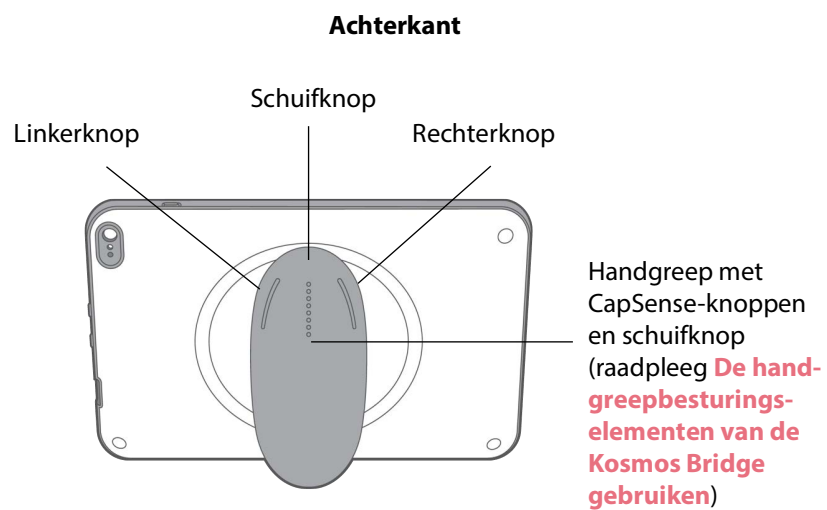 Achterkant
Schuifknop
Linkerknop
Rechterknop
Handgreep met
CapSense-knoppen
en schuifknop
(raadpleeg De hand-
greepbesturings-
elementen van de
Kosmos Bridge
gebruiken)